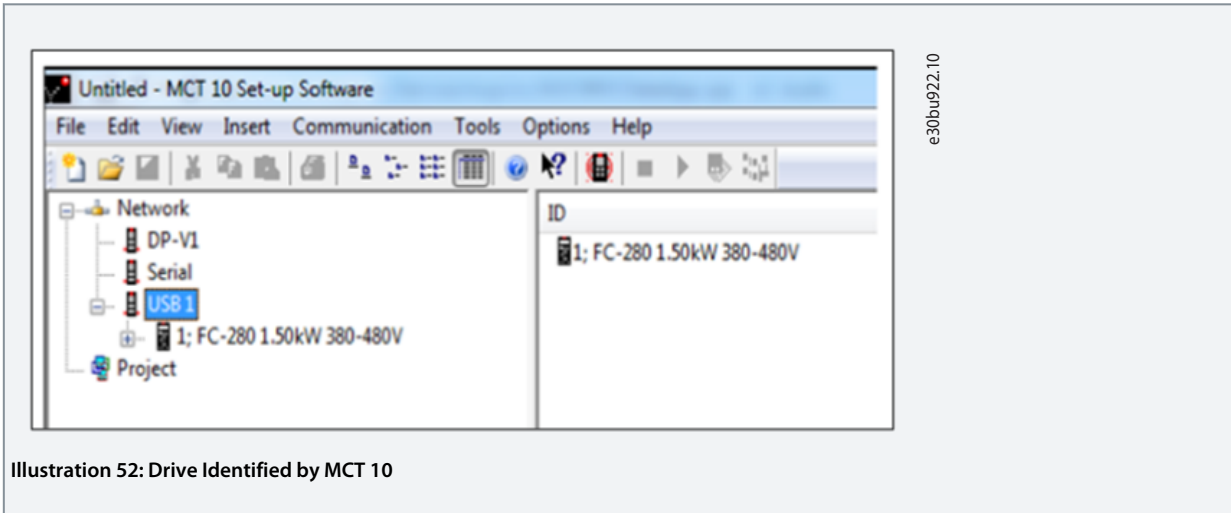 Untitled - MCT 10 Set-up Software
File Edit View Insert Communication Tools Options Help
Network
DP-V1
Serial
USB 1
1; FC-280 1.50kW 380-480V
Project
ID
1; FC-280 1.50kW 380-480V
e30bu922.10
Illustration 52: Drive Identified by MCT 10